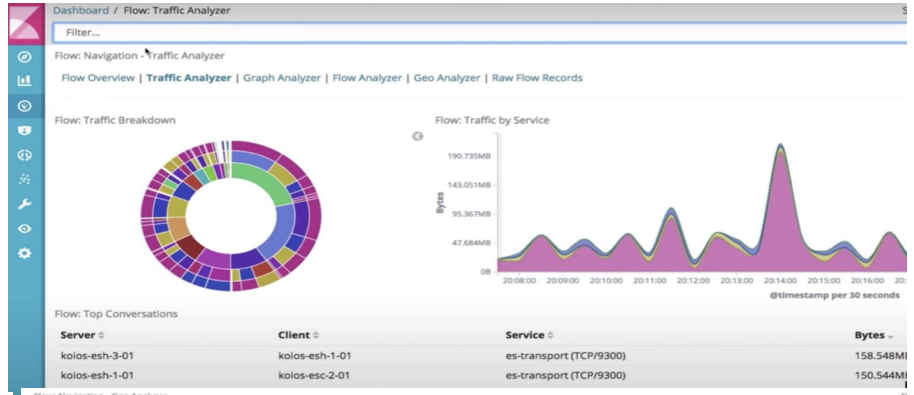 Dashboard / Flow: Traffic Analyzer
Filter...
Flow: Navigation - Traffic Analyzer
Flow Overview | Traffic Analyzer | Graph Analyzer | Flow Analyzer | Geo Analyzer | Raw Flow Records
Flow: Traffic Breakdown
Flow: Traffic by Service
190.735MB
143.051MB
95.367MB
47.684MB
0B
Bytes
20:08:00 20:09:00 20:10:00 20:11:00 20:12:00 20:13:00 20:14:00 20:15:00 20:16:00 20:
@timestamp per 30 seconds
Flow: Top Conversations
Server Client Service Bytes
koios-esh-3-01 koios-esh-1-01 es-transport (TCP/9300) 158.548M
koios-esh-1-01 koios-esc-2-01 es-transport (TCP/9300) 150.544M